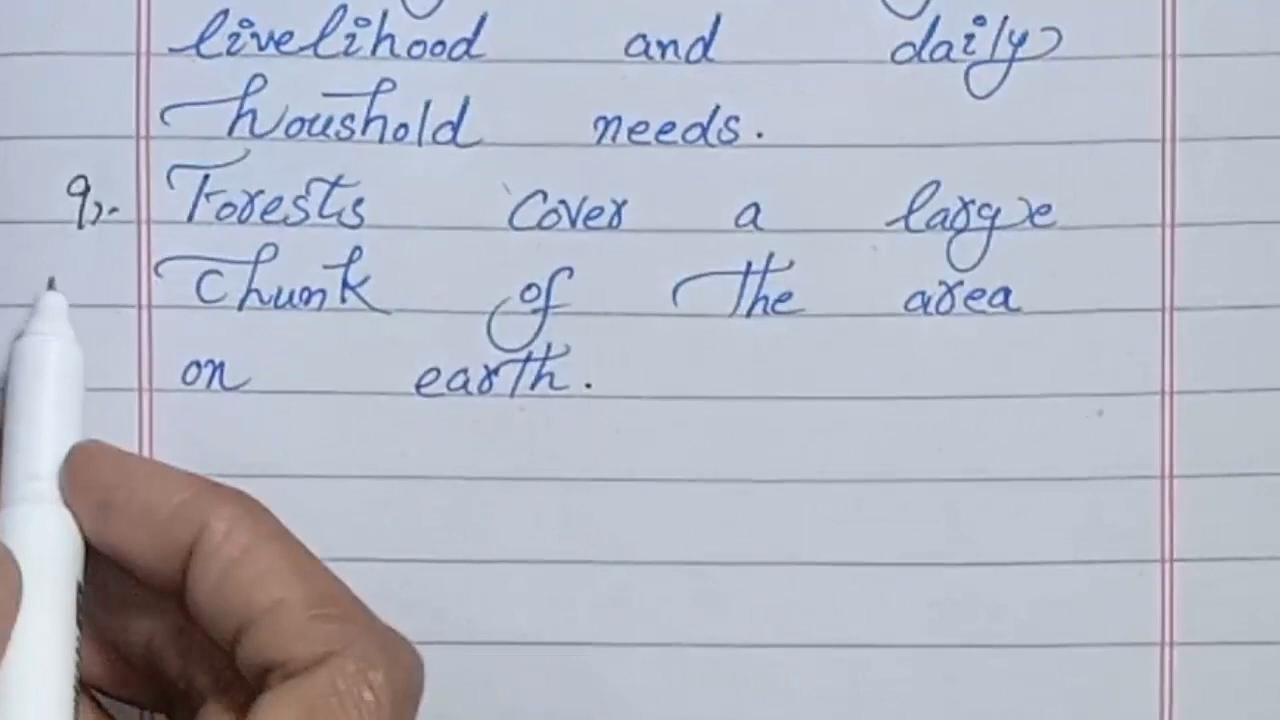 livelihood and daily
houshold needs.
9). Forests cover a large
chunk of the area
on earth.